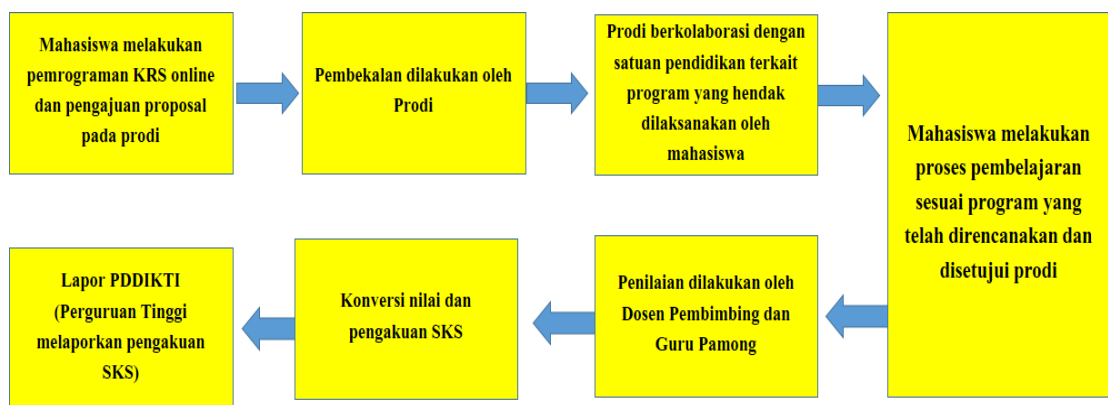 Mahasiswa melakukan
pemrograman KRS online
dan pengajuan proposal
pada prodi
Pembekalan dilakukan oleh
Prodi
Prodi berkolaborasi dengan
satuan pendidikan terkait
program yang hendak
dilaksanakan oleh
mahasiswa
Mahasiswa melakukan
proses pembelajaran
sesuai program yang
telah direncanakan dan
disetujui prodi
Penilaian dilakukan oleh
Dosen Pembimbing dan
Guru Pamong
Konversi nilai dan
pengakuan SKS
Lapor PDDIKTI
(Perguruan Tinggi
melaporkan pengakuan
SKS)